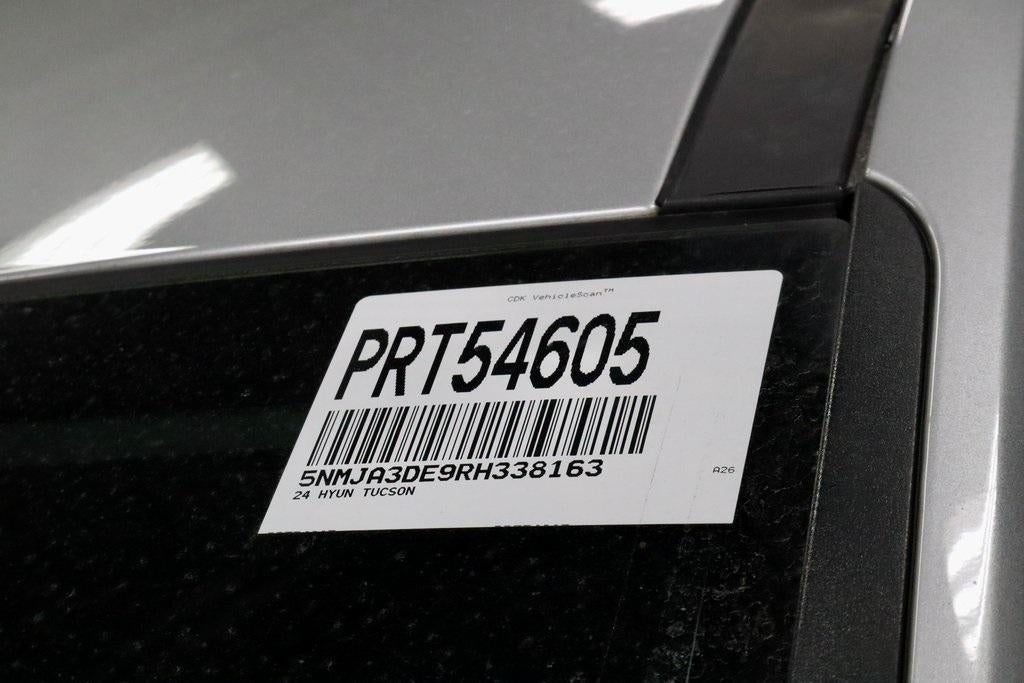 CDK VehicleScan™
PRT54605
5NMJA3DE9RH338163
24 HYUN TUCSON
A26